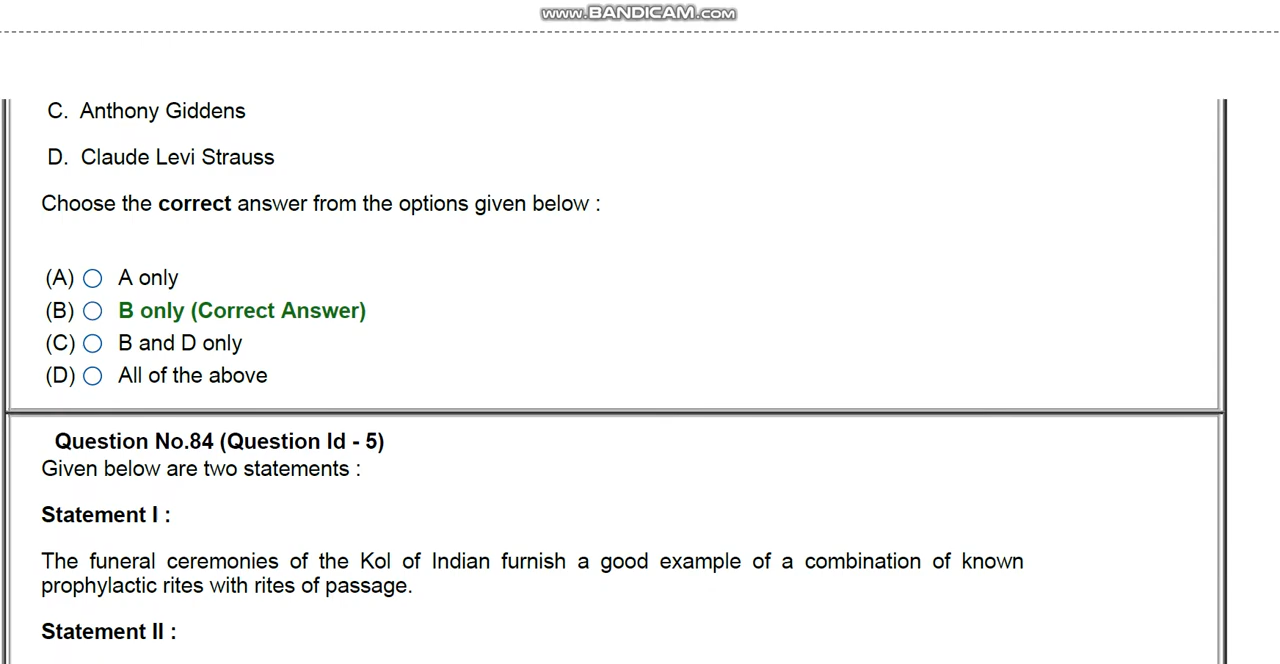 www.BANDICAM.com
C. Anthony Giddens
D. Claude Levi Strauss
Choose the correct answer from the options given below :
(A) A only
(B) B only (Correct Answer)
(C) B and D only
(D) All of the above
Question No.84 (Question Id - 5)
Given below are two statements :
Statement I :
The funeral ceremonies of the Kol of Indian furnish a good example of a combination of known
prophylactic rites with rites of passage.
Statement II :